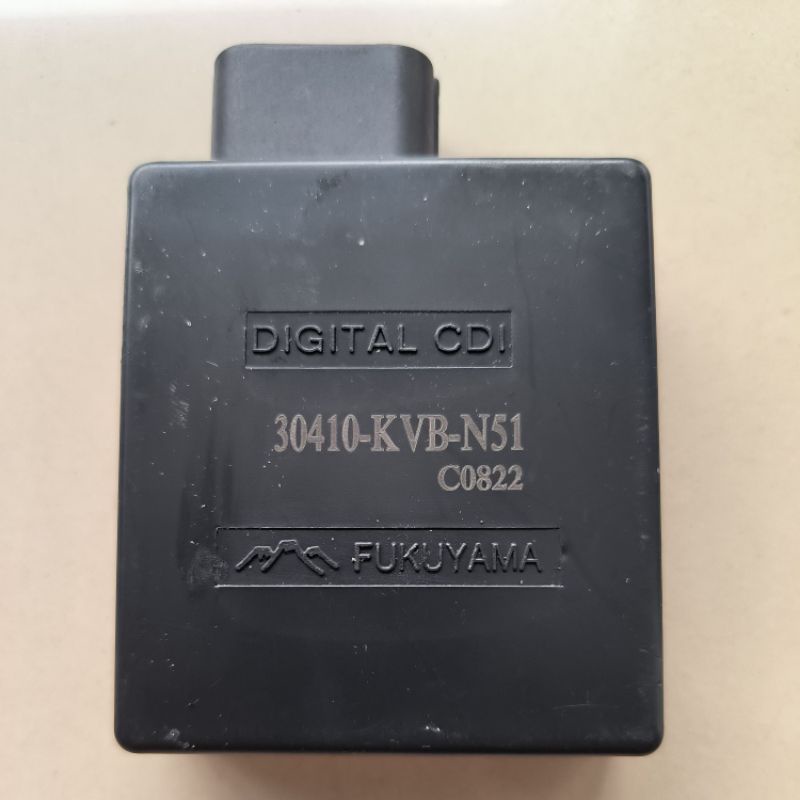 DIGITAL CDI
30410-KVB-N51
C0822
FUKUYAMA